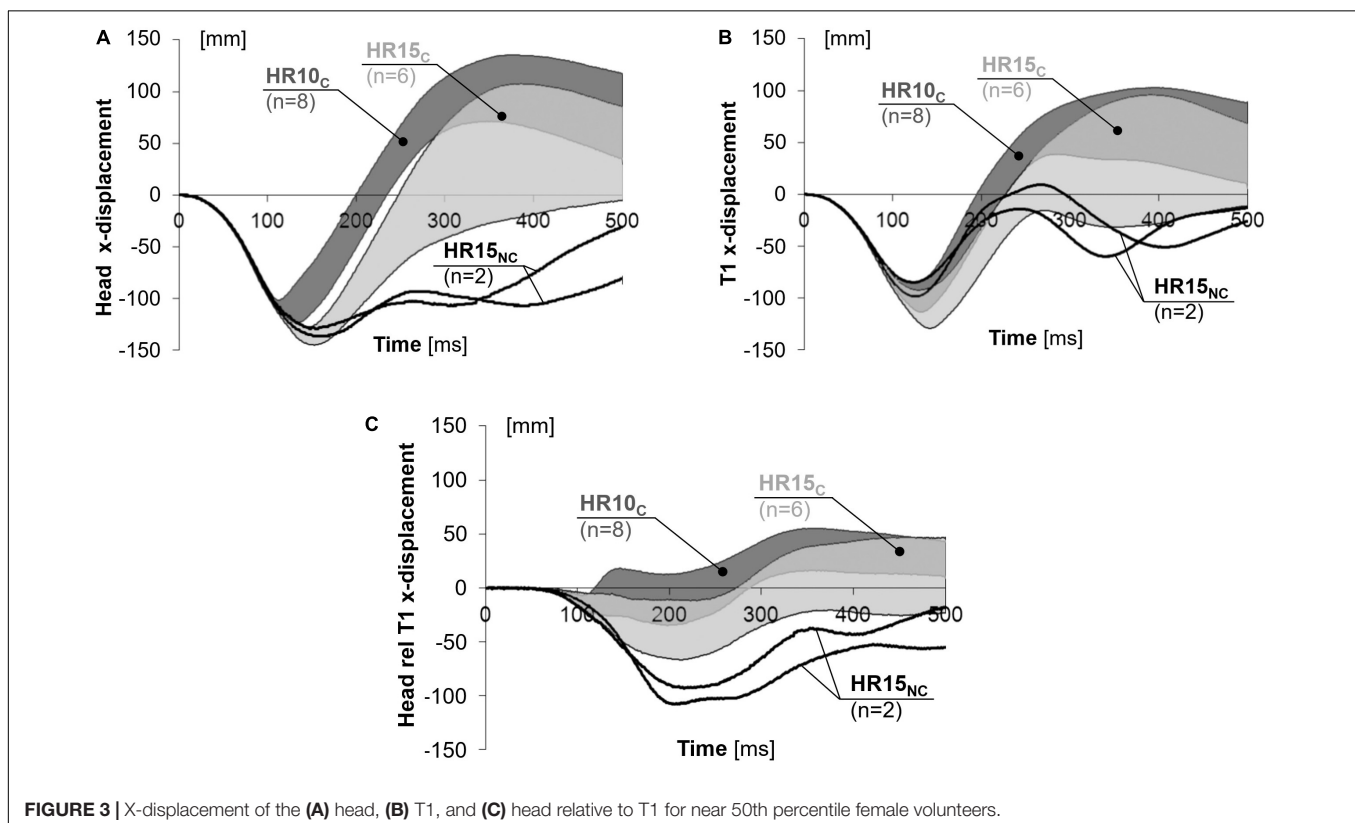 A
150 [mm]
HR15C
(n=6)
HR10C
(n=8)
100
50
0
-50
-100
-150
0 100 200 300 400 500
Head x-displacement
HR15NC
(n=2)
Time [ms]
B
150 [mm]
HR15C
(n=6)
HR10C
(n=8)
100
50
0
-50
-100
-150
0 100 200 300 400 500
T1 x-displacement
HR15NC
(n=2)
Time [ms]
C
150 [mm]
HR15C
(n=6)
HR10C
(n=8)
100
50
0
-50
-100
-150
0 100 200 300 400 500
Head rel T1 x-displacement
HR15NC
(n=2)
Time [ms]
FIGURE 3 | X-displacement of the (A) head, (B) T1, and (C) head relative to T1 for near 50th percentile female volunteers.